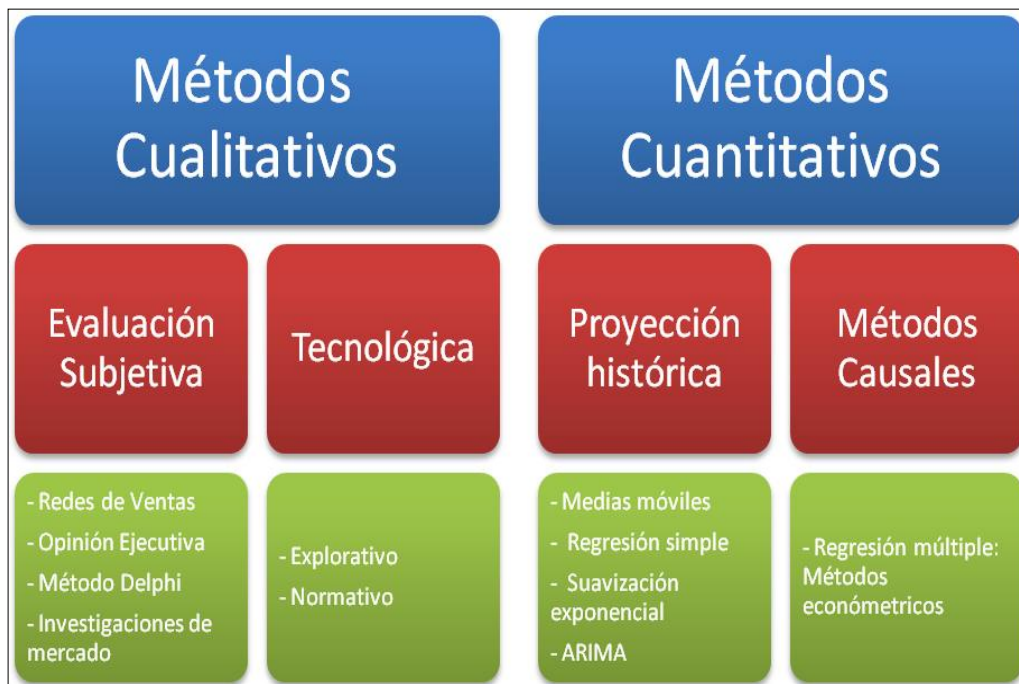 Métodos
Cualitativos
Métodos
Cuantitativos
Evaluación
Subjetiva
Tecnológica
Proyección
histórica
Métodos
Causales
- Redes de Ventas
- Opinión Ejecutiva
- Método Delphi
- Investigaciones de
mercado
- Explorativo
- Normativo
- Medias móviles
- Regresión simple
- Suavización
exponencial
- ARIMA
- Regresión múltiple:
Métodos
económetricos